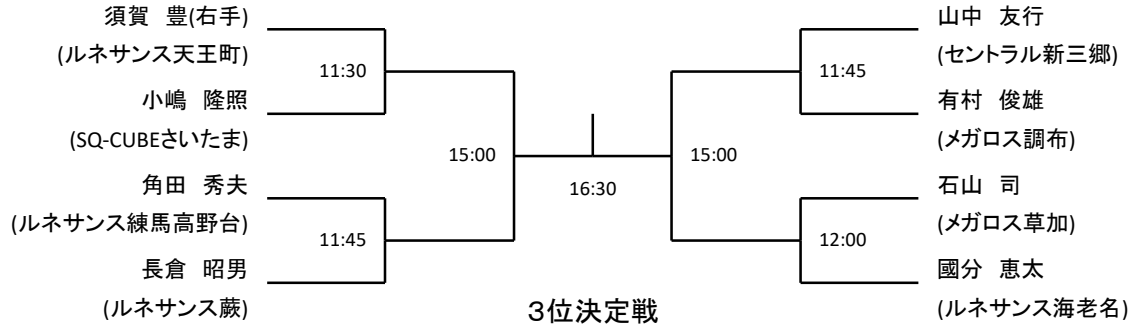 須賀　豊(右手)
(ルネサンス天王町)
11:30
小嶋　隆照
(SQ-CUBEさいたま)
15:00
角田　秀夫
(ルネサンス練馬高野台)
11:45
長倉　昭男
(ルネサンス蕨)
16:30
3位決定戦
山中　友行
(セントラル新三郷)
11:45
有村　俊雄
(メガロス調布)
15:00
石山　司
(メガロス草加)
12:00
國分　恵太
(ルネサンス海老名)